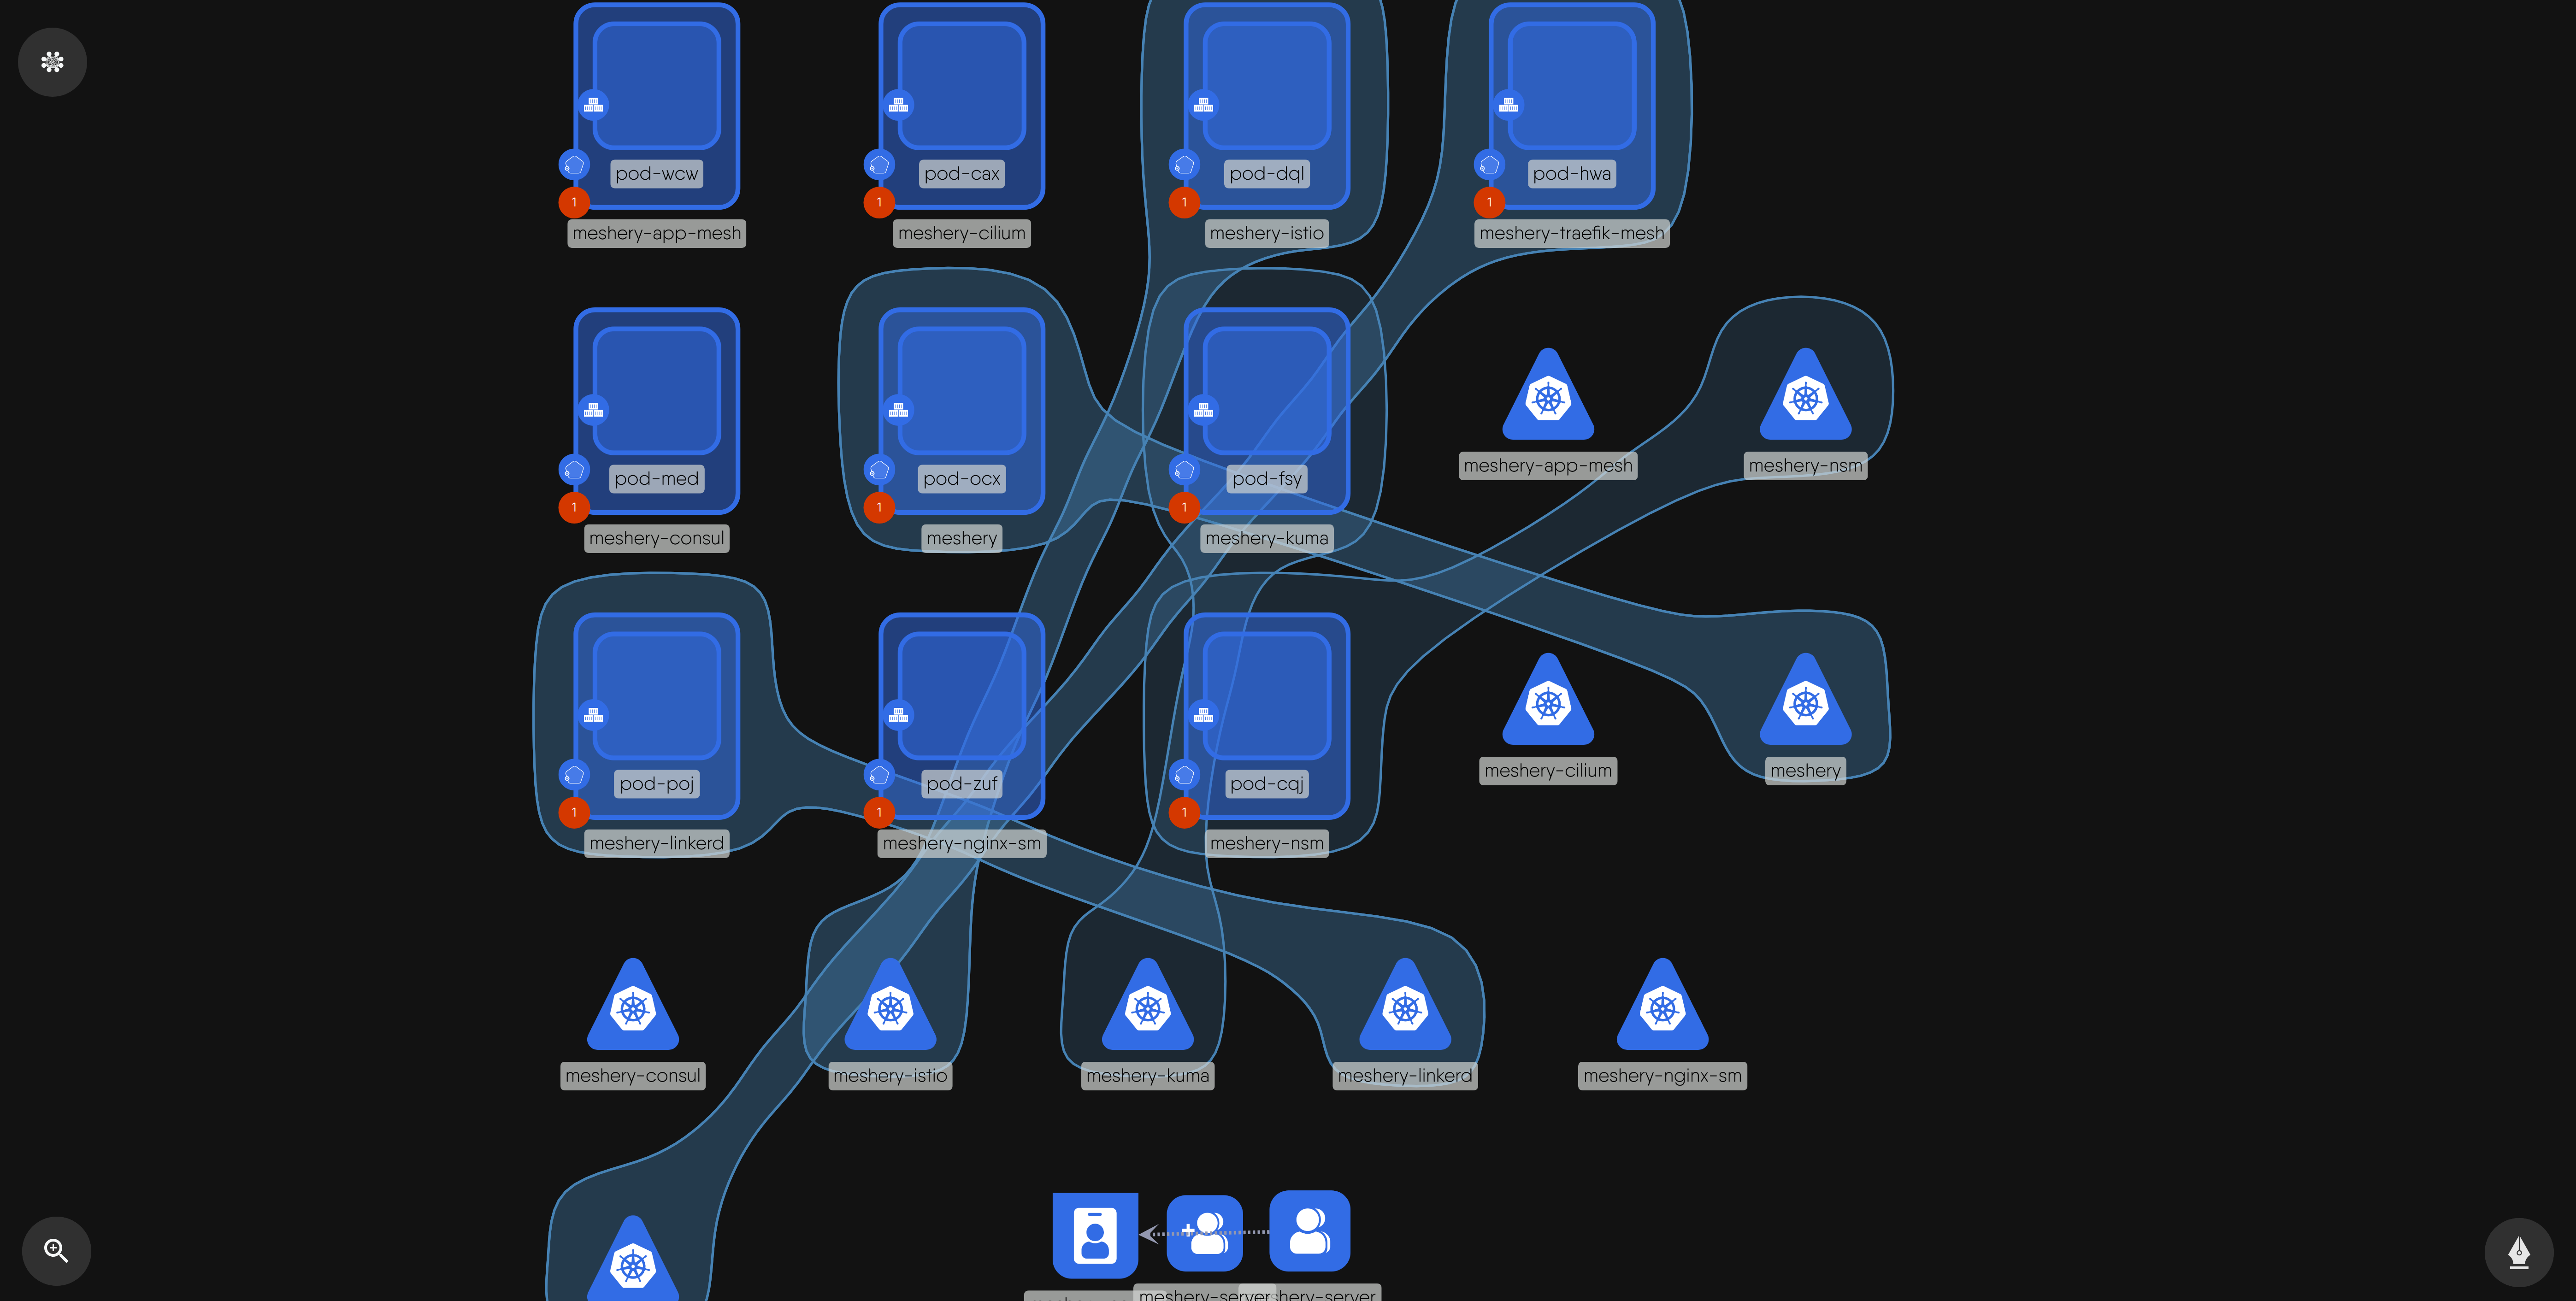 pod-wcw
pod-cax
pod-dql
pod-hwa
1
1
1
1
meshery-app-mesh
meshery-cilium
meshery-istio
meshery-traefik-mesh
pod-med
pod-ocx
pod-fsy
meshery-app-mesh
meshery-nsm
1
1
1
meshery-consul
meshery
meshery-kuma
pod-poj
pod-zuf
pod-cqj
meshery-cilium
meshery
1
1
1
meshery-linkerd
meshery-nginx-sm
meshery-nsm
meshery-consul
meshery-istio
meshery-kuma
meshery-linkerd
meshery-nginx-sm
meshery-server
hery-server